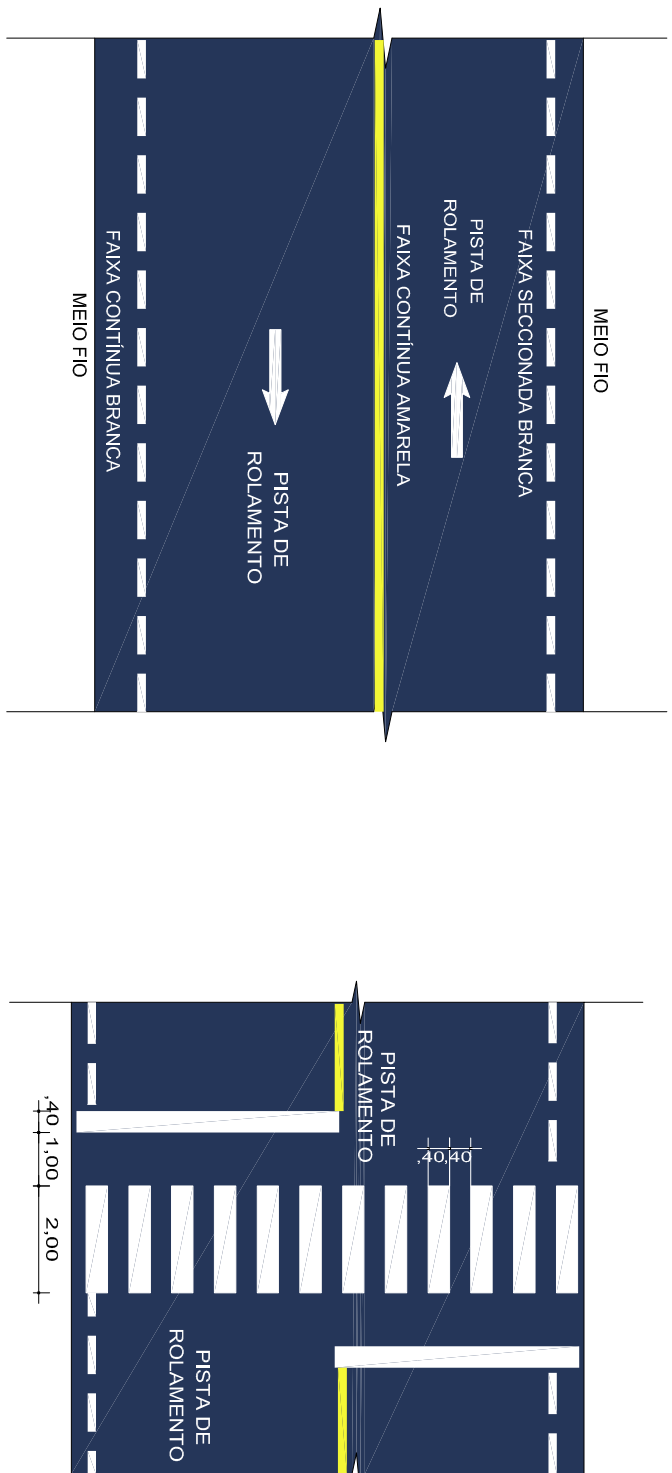 MEIO FIO
FAIXA CONTÍNUA BRANCA
PISTA DE
ROLAMENTO
FAIXA CONTÍNUA AMARELA
PISTA DE
ROLAMENTO
FAIXA SECCIONADA BRANCA
MEIO FIO
PISTA DE
ROLAMENTO
,40
1,00
2,00
,40
,40
PISTA DE
ROLAMENTO